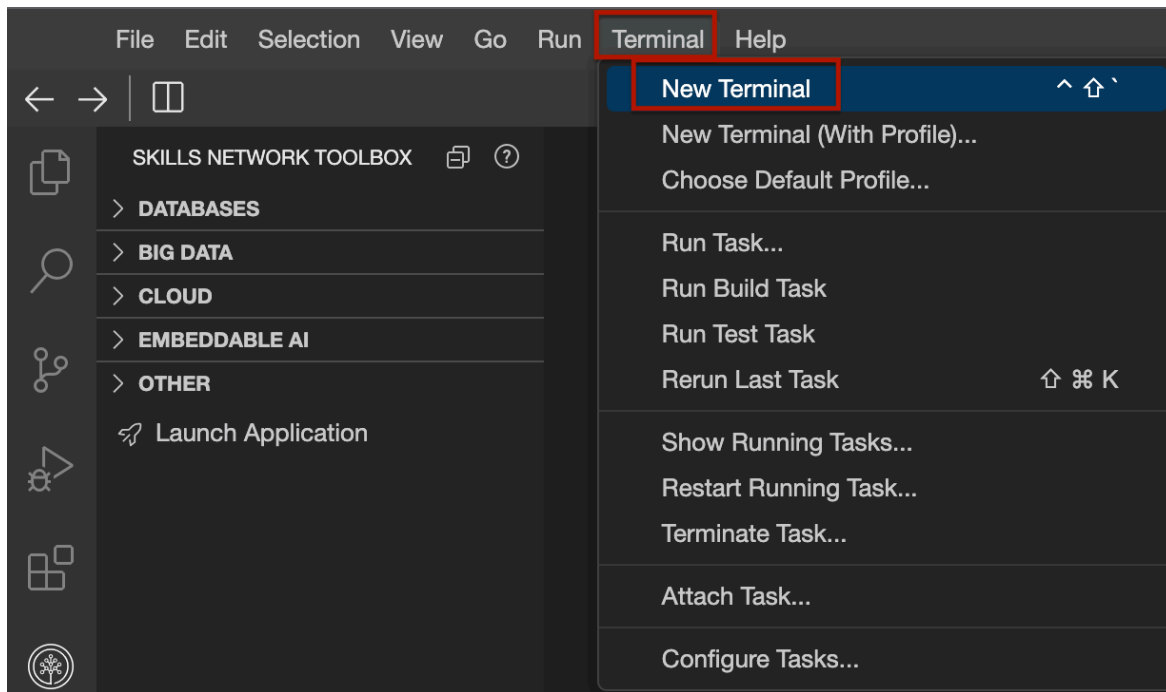 File Edit Selection View Go Run Terminal Help
SKILLS NETWORK TOOLBOX
DATABASES
BIG DATA
CLOUD
EMBEDDABLE AI
OTHER
Launch Application
New Terminal ^ ⇧ `
New Terminal (With Profile)...
Choose Default Profile...
Run Task...
Run Build Task
Run Test Task
Rerun Last Task ⇧ ⌘ K
Show Running Tasks...
Restart Running Task...
Terminate Task...
Attach Task...
Configure Tasks...